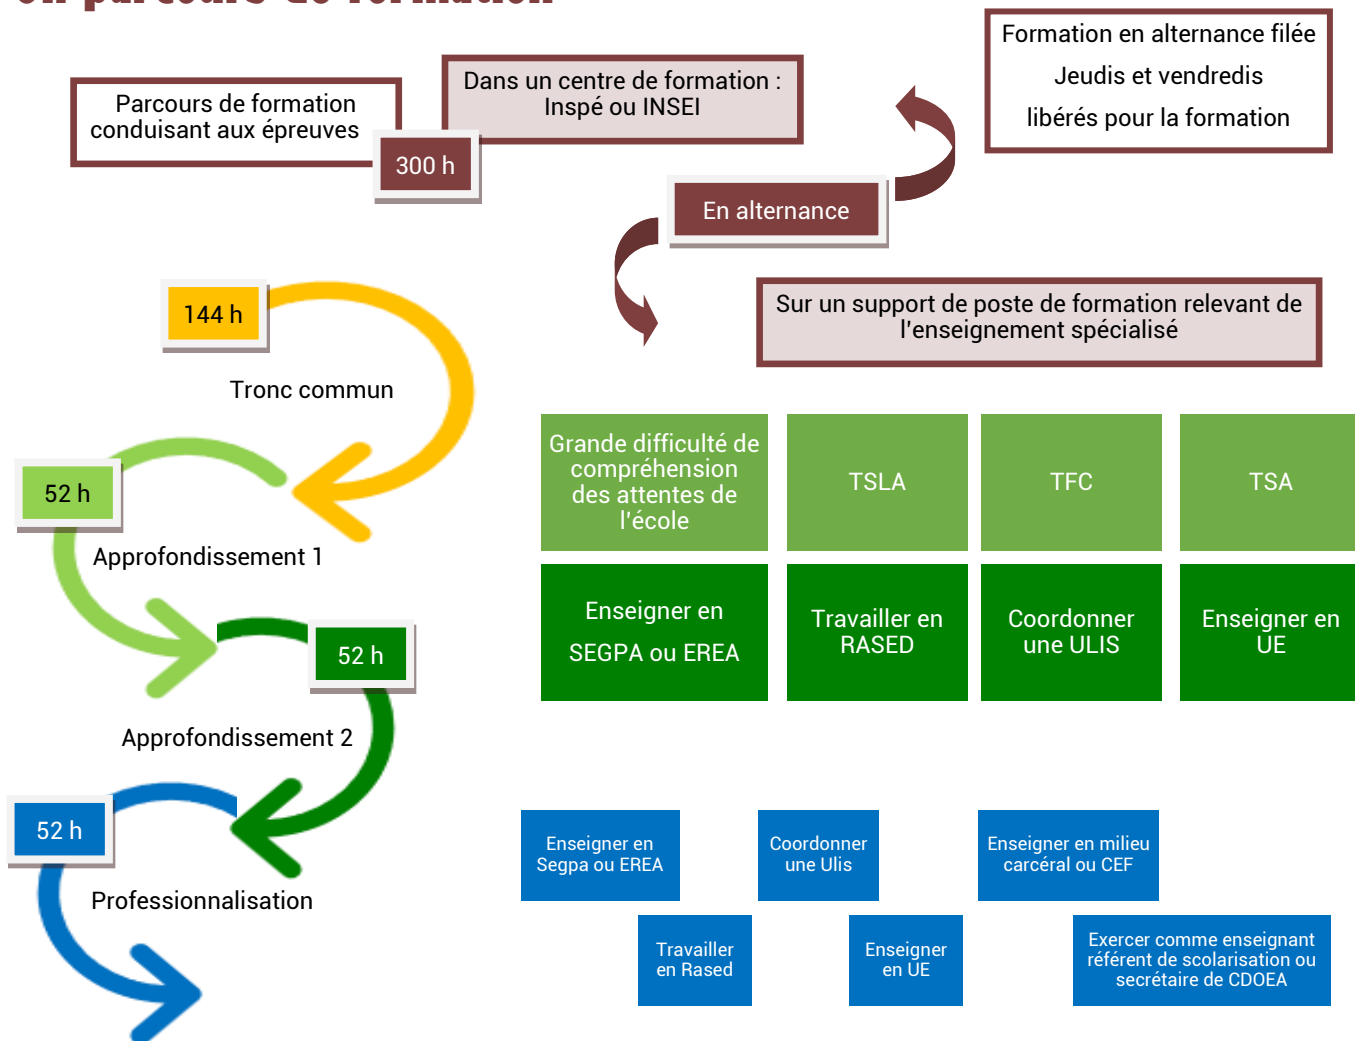 un parcours de formation
Parcours de formation
conduisant aux épreuves
300 h
Dans un centre de formation :
Inspé ou INSEI
Formation en alternance filée
Jeudis et vendredis
libérés pour la formation
En alternance
Sur un support de poste de formation relevant de
l'enseignement spécialisé
144 h
Tronc commun
52 h
Approfondissement 1
52 h
Approfondissement 2
52 h
Professionnalisation
Grande difficulté de
compréhension
des attentes de
l'école
TSLA
TFC
TSA
Enseigner en
SEGPA ou EREA
Travailler en
RASED
Coordonner
une ULIS
Enseigner en
UE
Enseigner en
Segpa ou EREA
Coordonner
une Ulis
Enseigner en milieu
carcéral ou CEF
Travailler
en Rased
Enseigner
en UE
Exercer comme enseignant
référent de scolarisation ou
secrétaire de CDOEA